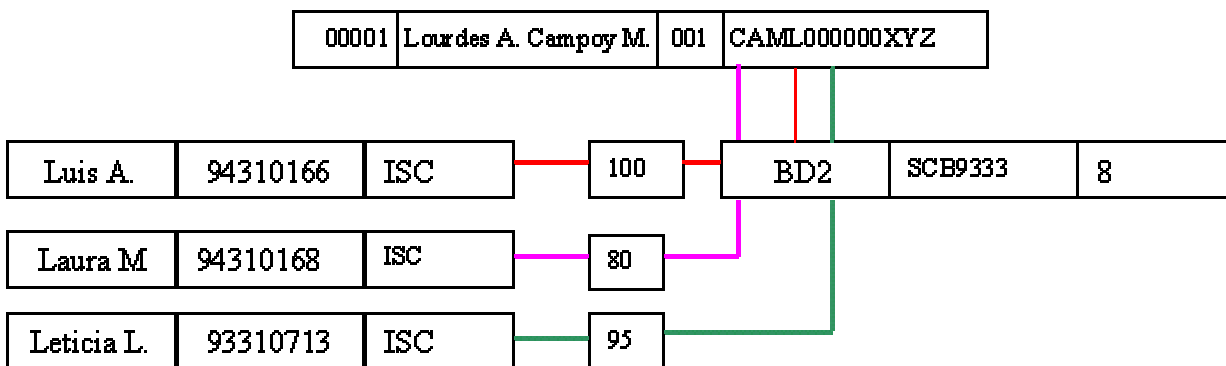 00001 Lourdes A. Campoy M. 001 CAML000000XYZ
Luis A. 94310166 ISC 100 BD2 SCB9333 8
Laura M 94310168 ISC 80
Leticia L. 93310713 ISC 95